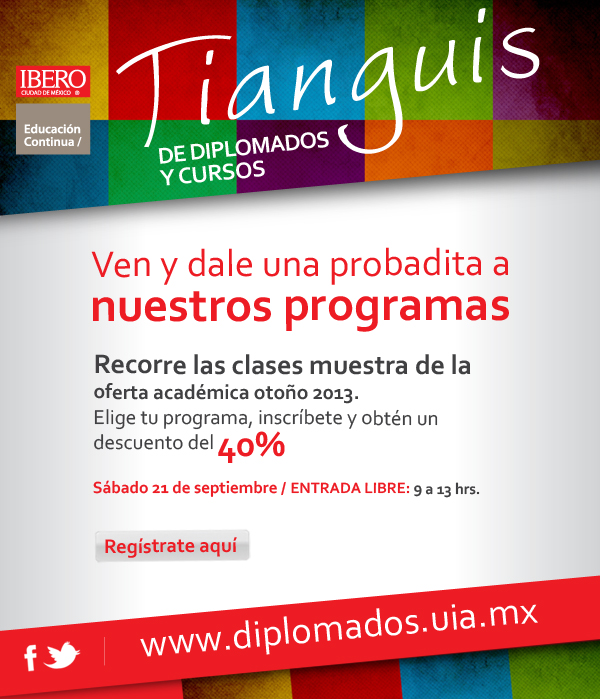 Tianguis
DE DIPLOMADOS
Y CURSOS
IBERO
CIUDAD DE MÉXICO ®
Educación
Continua /
Ven y dale una probadita a
nuestros programas
Recorre las clases muestra de la
oferta académica otoño 2013.
Elige tu programa, inscríbete y obtén un
descuento del 40%
Sábado 21 de septiembre / ENTRADA LIBRE: 9 a 13 hrs.
Regístrate aquí
www.diplomados.uia.mx